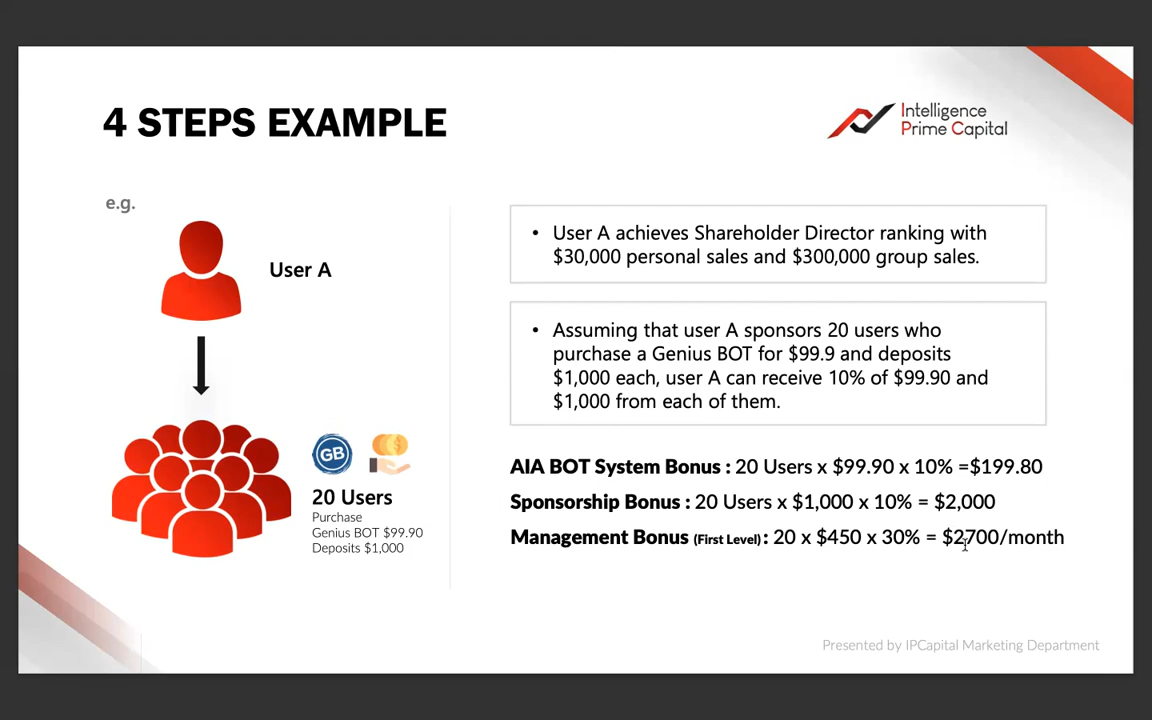 4 STEPS EXAMPLE
Intelligence
Prime Capital
e.g.
User A
• User A achieves Shareholder Director ranking with
$30,000 personal sales and $300,000 group sales.
• Assuming that user A sponsors 20 users who
purchase a Genius BOT for $99.9 and deposits
$1,000 each, user A can receive 10% of $99.90 and
$1,000 from each of them.
GB
20 Users
Purchase
Genius BOT $99.90
Deposits $1,000
AIA BOT System Bonus : 20 Users x $99.90 x 10% =$199.80
Sponsorship Bonus : 20 Users x $1,000 x 10% = $2,000
Management Bonus (First Level) : 20 x $450 x 30% = $2700/month
Presented by IPCapital Marketing Department